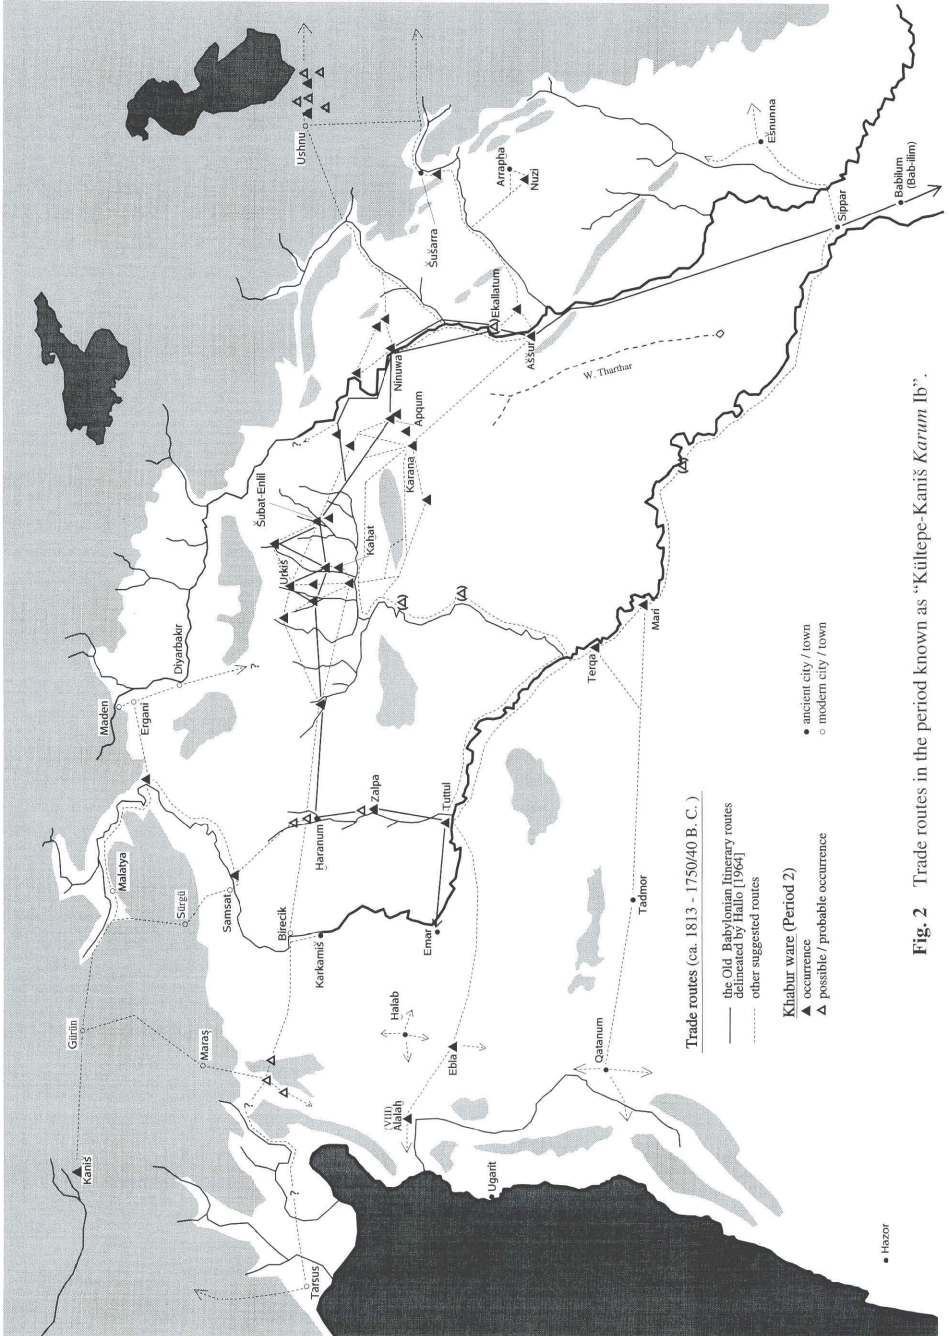 Ushnu
Šušarra
Arrapha
Nuzi
Ešnunna
Sippar
Babilum
(Bab-ilim)
Ekallatum
Aššur
W. Tharthar
Ninuwa
Apqum
Karana
?
Šubat-Enlil
Kahat
Urkiš
Diyarbakır
?
Maden
Ergani
Mari
Terqa
Zalpa
Tuttul
Haranum
Malatya
Sürgü
Samsat
Birecik
Karkamiš
Emar
Tadmor
Halab
Ebla
Qatanum
Gürün
Maraş
?
(VIII)
Alalah
Kaniš
?
Ugarit
Tarsus
Hazor
Trade routes (ca. 1813 - 1750/40 B. C. )
the Old Babylonian Itinerary routes
delineated by Hallo [1964]
other suggested routes
Khabur ware (Period 2)
occurrence
possible / probable occurrence
ancient city / town
modern city / town
Fig. 2 Trade routes in the period known as “Kültepe-Kaniš Karum Ib”.